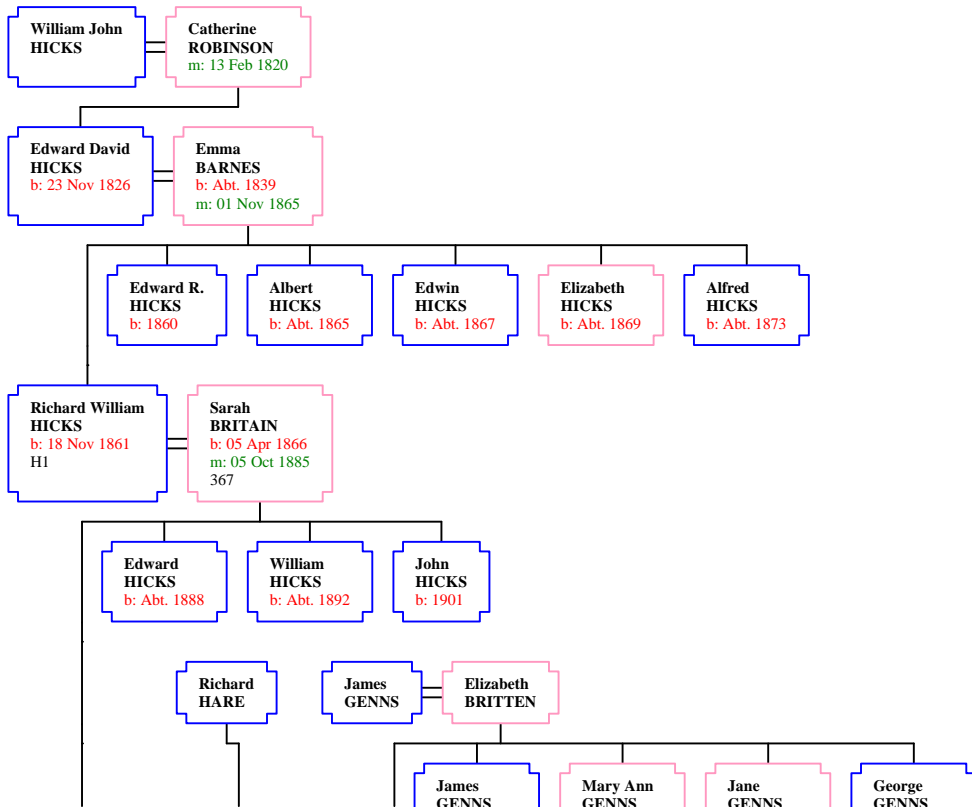 William John
HICKS
Catherine
ROBINSON
m: 13 Feb 1820
Edward David
HICKS
b: 23 Nov 1826
Emma
BARNES
b: Abt. 1839
m: 01 Nov 1865
Edward R.
HICKS
b: 1860
Albert
HICKS
b: Abt. 1865
Edwin
HICKS
b: Abt. 1867
Elizabeth
HICKS
b: Abt. 1869
Alfred
HICKS
b: Abt. 1873
Richard William
HICKS
b: 18 Nov 1861
H1
Sarah
BRITAIN
b: 05 Apr 1866
m: 05 Oct 1885
367
Edward
HICKS
b: Abt. 1888
William
HICKS
b: Abt. 1892
John
HICKS
b: 1901
Richard
HARE
James
GENNS
Elizabeth
BRITTEN
James
GENNS
Mary Ann
GENNS
Jane
GENNS
George
GENNS